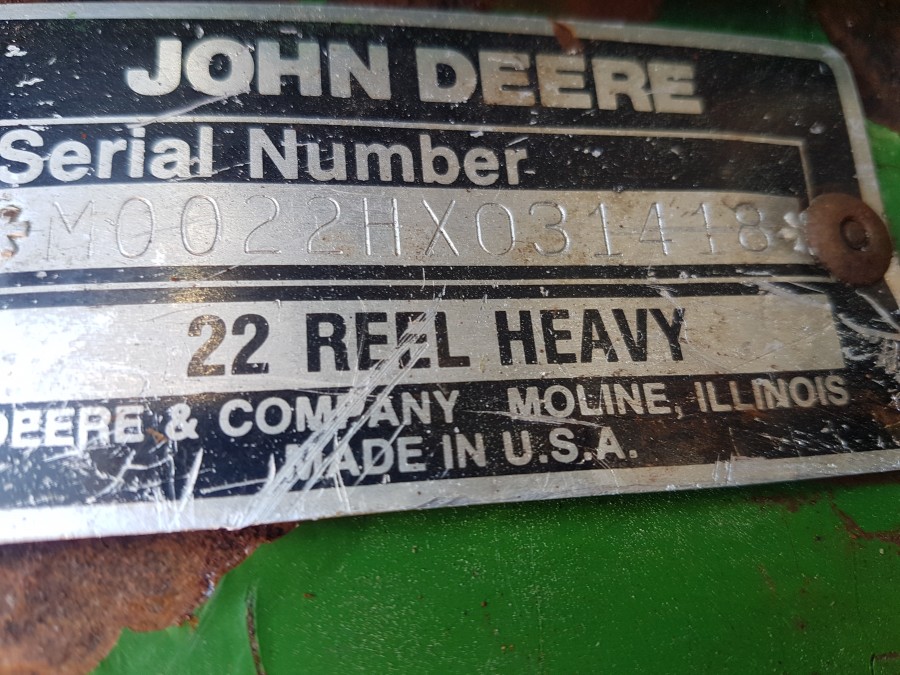 JOHN DEERE
Serial Number
*M0022HX031418*
22 REEL HEAVY
DEERE & COMPANY MOLINE, ILLINOIS
MADE IN U.S.A.